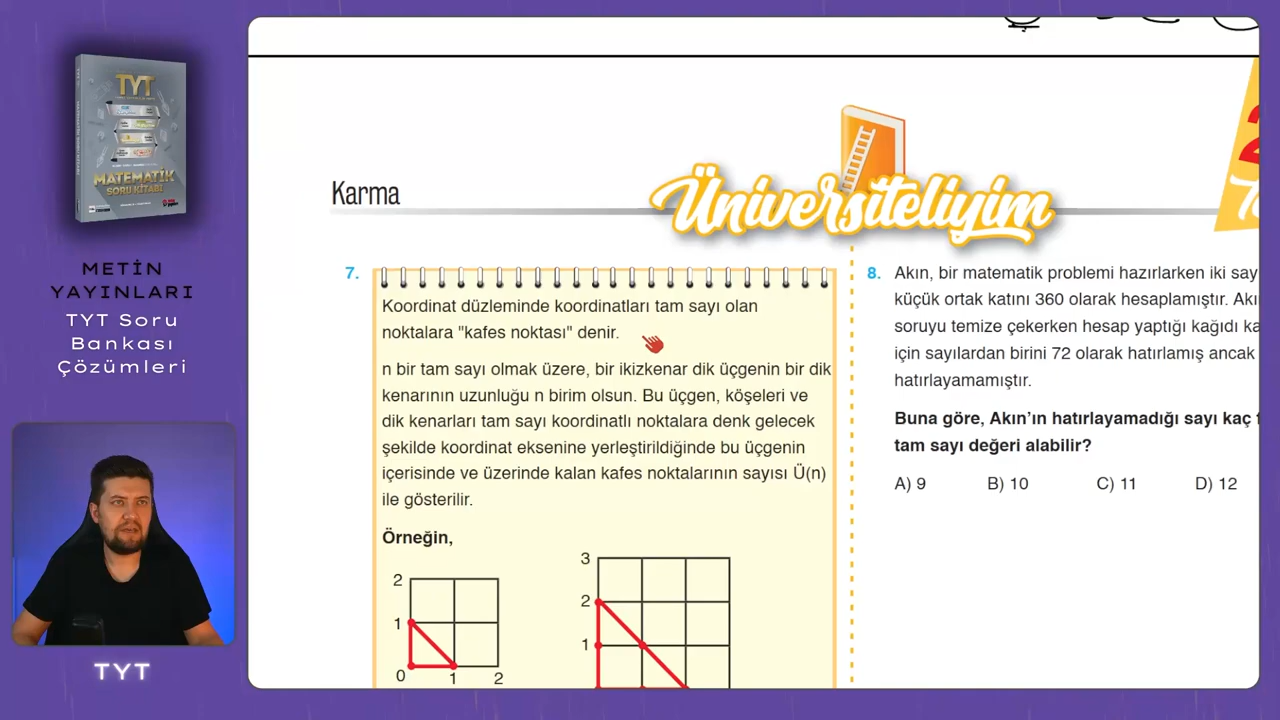 TYT
MATEMATİK
SORU KİTABI
METİN
YAYINLARI
TYT Soru
Bankası
Çözümleri
TYT
Karma
Üniversiteliyim
7.
Koordinat düzleminde koordinatları tam sayı olan
noktalara "kafes noktası" denir.
n bir tam sayı olmak üzere, bir ikizkenar dik üçgenin bir dik
kenarının uzunluğu n birim olsun. Bu üçgen, köşeleri ve
dik kenarları tam sayı koordinatlı noktalara denk gelecek
şekilde koordinat eksenine yerleştirildiğinde bu üçgenin
içerisinde ve üzerinde kalan kafes noktalarının sayısı Ü(n)
ile gösterilir.
Örneğin,
2
1
0 1 2
3
2
1
8. Akın, bir matematik problemi hazırlarken iki say
küçük ortak katını 360 olarak hesaplamıştır. Akı
soruyu temize çekerken hesap yaptığı kağıdı ka
için sayılardan birini 72 olarak hatırlamış ancak
hatırlayamamıştır.
Buna göre, Akın'ın hatırlayamadığı sayı kaç f
tam sayı değeri alabilir?
A) 9 B) 10 C) 11 D) 12